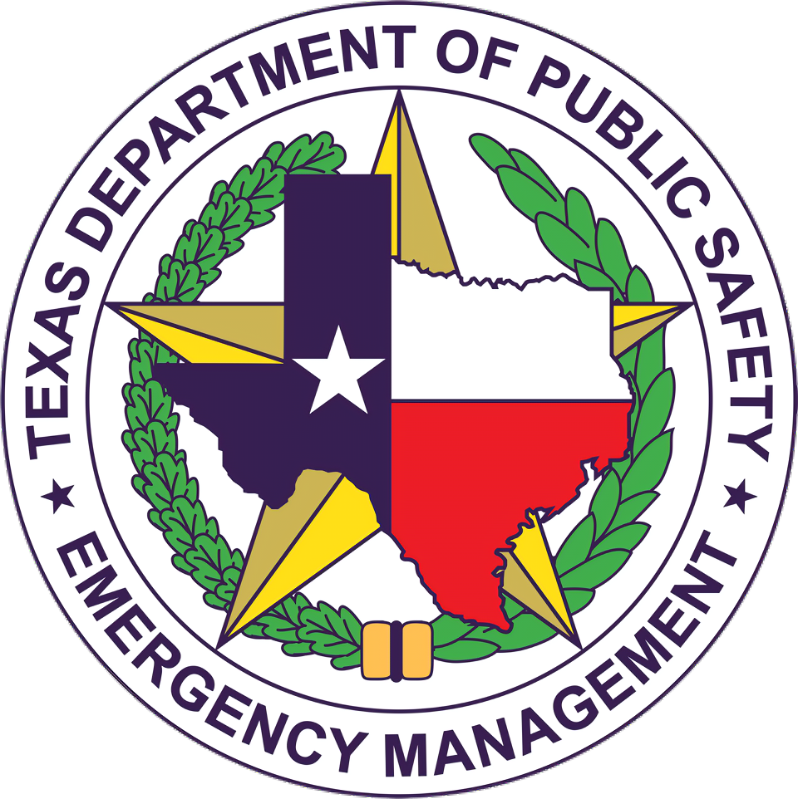 TEXAS DEPARTMENT OF PUBLIC SAFETY
EMERGENCY MANAGEMENT